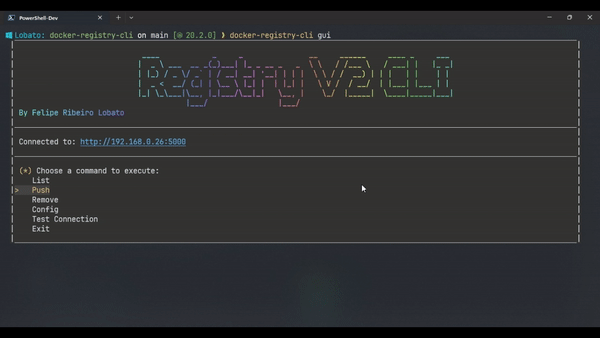 PowerShell-Dev
Lobato: docker-registry-cli on main [@ 20.2.0] ❯ docker-registry-cli gui
Registry V2 CLI
By Felipe Ribeiro Lobato
Connected to: http://192.168.0.26:5000
(*) Choose a command to execute:
List
> Push
Remove
Config
Test Connection
Exit